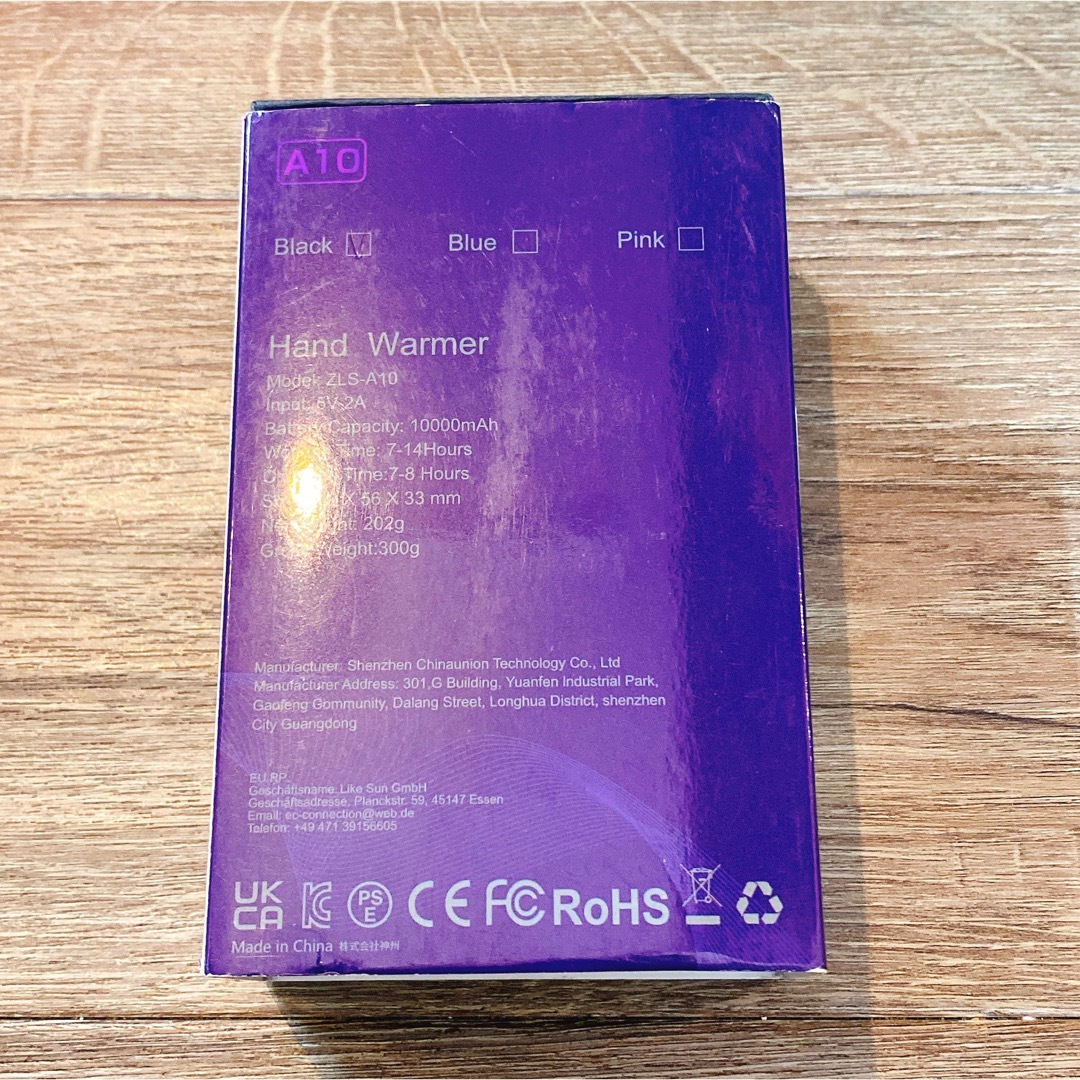 A10
Black Blue Pink
Hand Warmer
Model: ZLS-A10
Input: 5V-2A
Battery Capacity: 10000mAh
Time: 7-14Hours
Time:7-8 Hours
X 56 X 33 mm
202g
Weight:300g
Manufacturer: Shenzhen Chinaunion Technology Co., Ltd
Manufacturer Address: 301,G Building, Yuanfen Industrial Park,
Gaofeng Community, Dalang Street, Longhua District, shenzhen
City Guangdong
EU RP
Geschäftsname: Like Sun GmbH
Geschäftsadresse, Planckstr. 59, 45147 Essen
Email: ec-connection@web.de
Telefon: +49 471 39156605
UK CA PS E CE FC RoHS
Made in China 株式会社神州